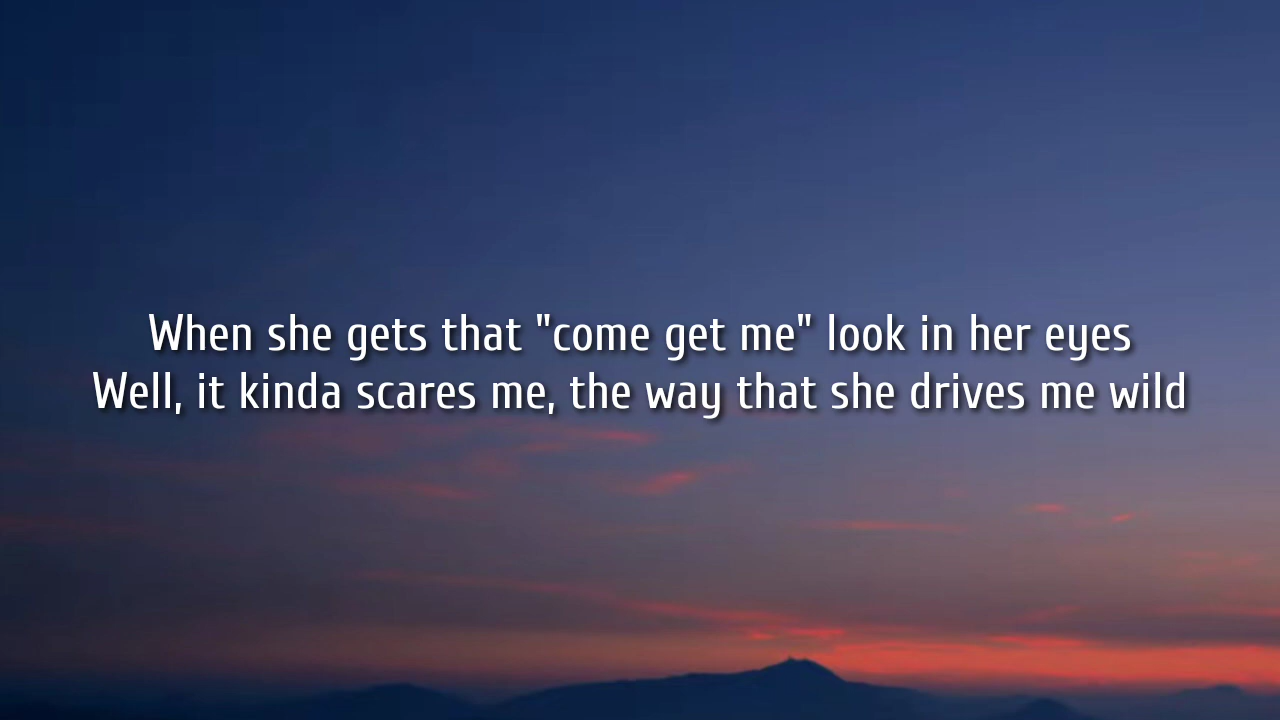 When she gets that "come get me" look in her eyes
Well, it kinda scares me, the way that she drives me wild